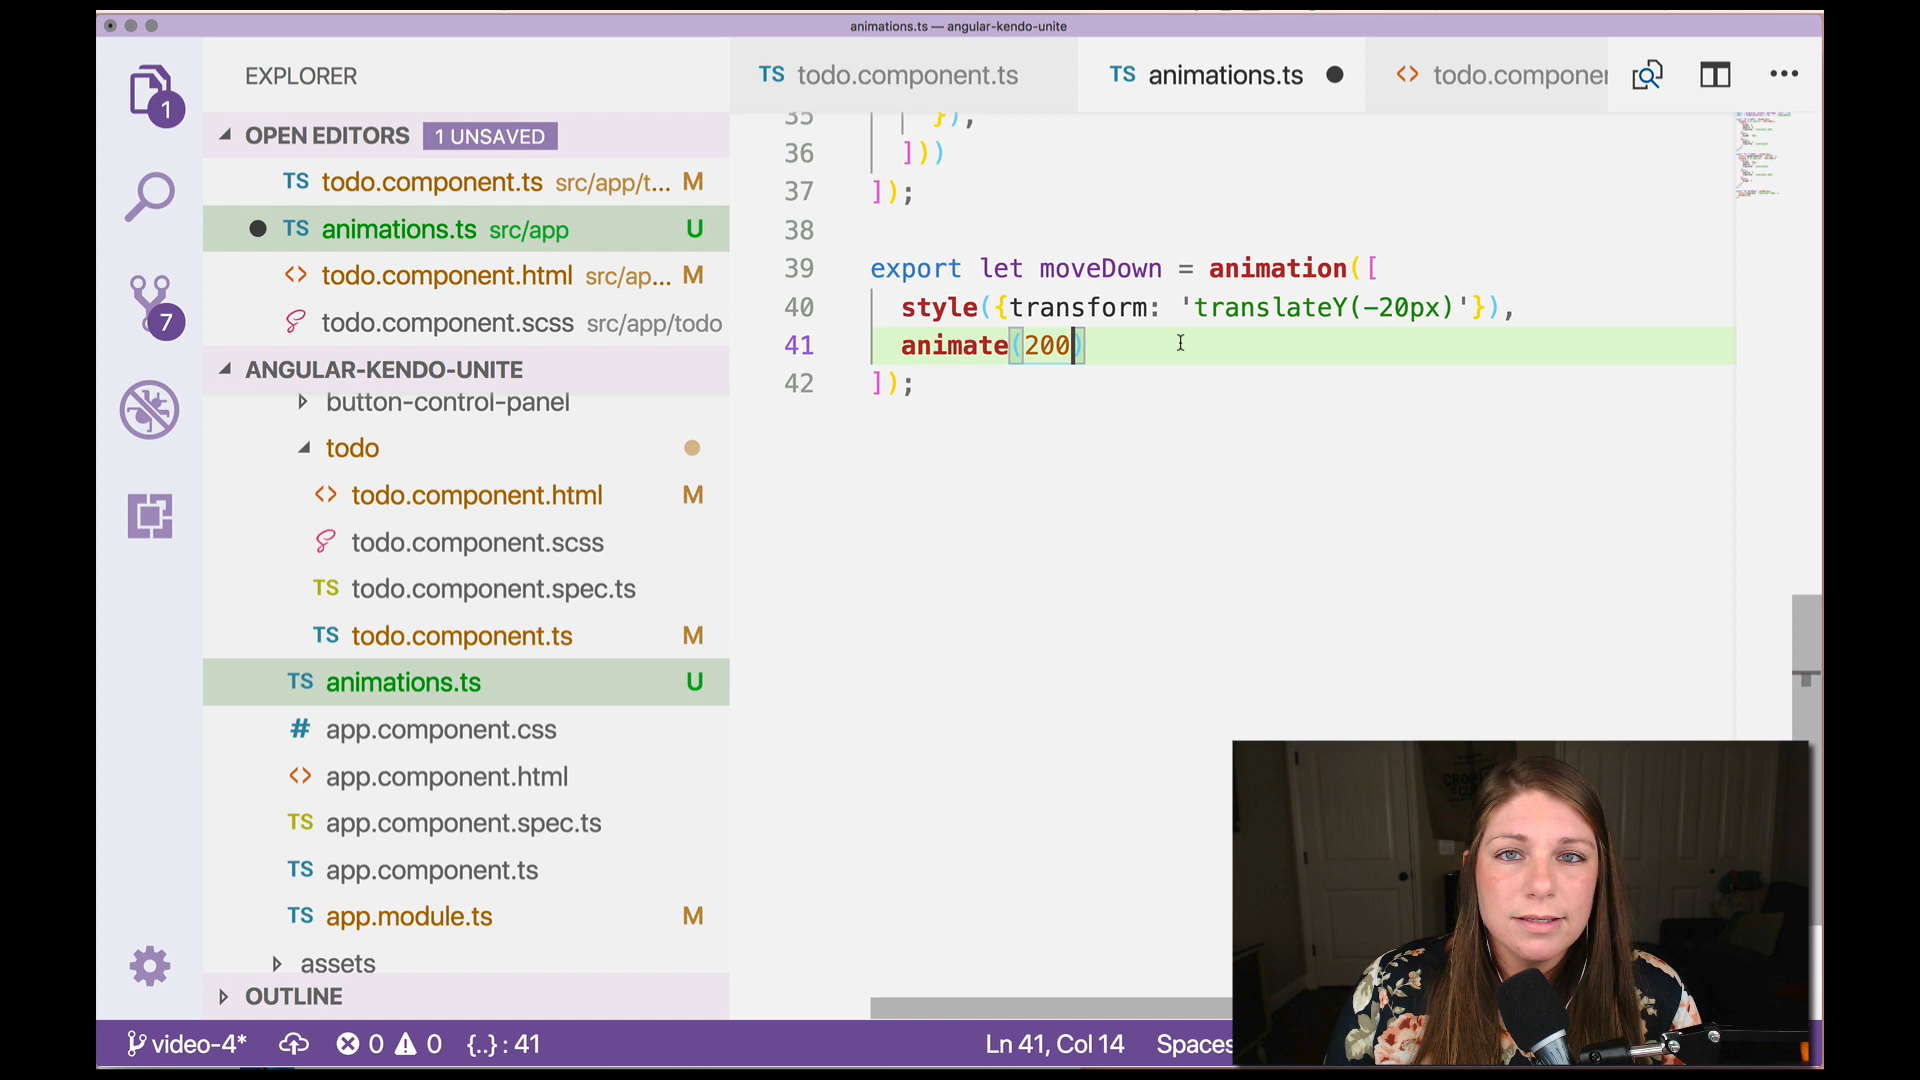 animations.ts — angular-kendo-unite
EXPLORER
TS todo.component.ts
TS animations.ts
<> todo.componen
1
OPEN EDITORS 1 UNSAVED
TS todo.component.ts src/app/t... M
TS animations.ts src/app U
<> todo.component.html src/ap... M
todo.component.scss src/app/todo
7
ANGULAR-KENDO-UNITE
button-control-panel
todo
<> todo.component.html M
todo.component.scss
TS todo.component.spec.ts
TS todo.component.ts M
TS animations.ts U
# app.component.css
<> app.component.html
TS app.component.spec.ts
TS app.component.ts
TS app.module.ts M
assets
OUTLINE
35 }),
36 ]))
37 ]);
38
39 export let moveDown = animation([
40 style({transform: 'translateY(-20px)'}),
41 animate(200)
42 ]);
video-4* 0 0 {..} : 41
Ln 41, Col 14 Spaces